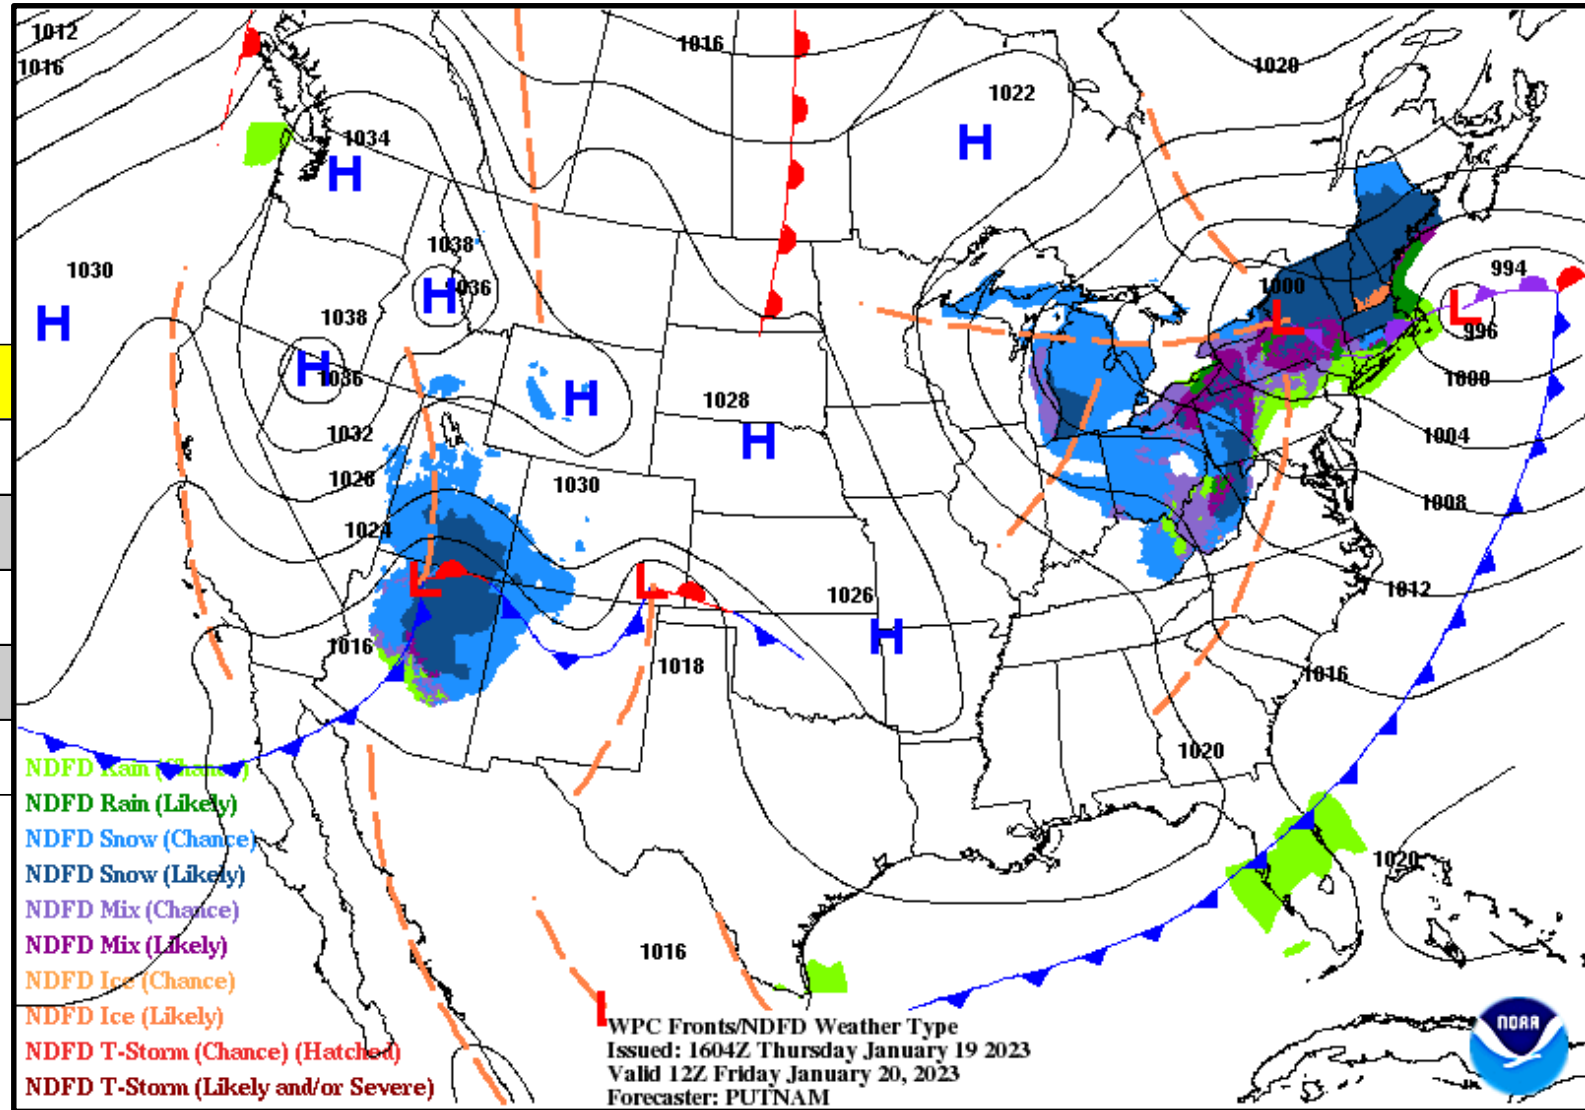 1012
1016
1016
1020
1022
1034
1038
1036
1030
994
1000
996
1038
1036
1000
1028
1032
1004
1028
1030
1008
1024
1026
1012
1016
1018
1016
1020
1020
1016
H
H
H
H
H
H
H
H
L
L
L
L
NDFD Rain (Chance)
NDFD Rain (Likely)
NDFD Snow (Chance)
NDFD Snow (Likely)
NDFD Mix (Chance)
NDFD Mix (Likely)
NDFD Ice (Chance)
NDFD Ice (Likely)
NDFD T-Storm (Chance) (Hatched)
NDFD T-Storm (Likely and/or Severe)
WPC Fronts/NDFD Weather Type
Issued: 1604Z Thursday January 19 2023
Valid 12Z Friday January 20, 2023
Forecaster: PUTNAM
NOAA